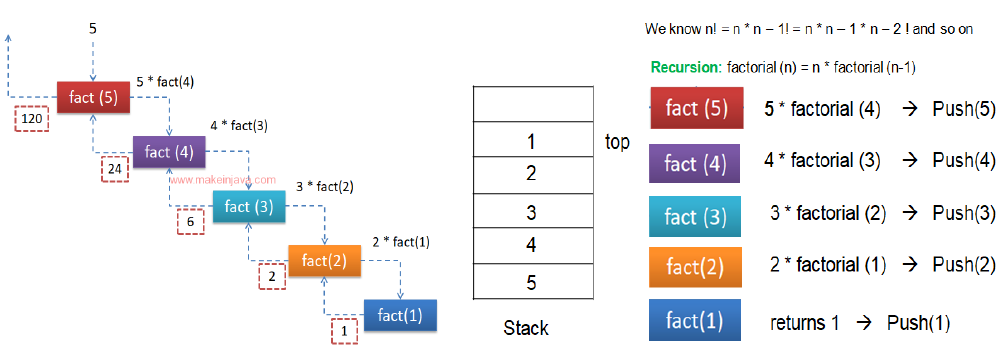 5
5 * fact(4)
fact (5)
120
4 * fact(3)
fact (4)
24
www.makeinjava.com
3 * fact(2)
fact (3)
6
2 * fact(1)
fact(2)
2
fact(1)
1
1
top
2
3
4
5
Stack
We know n! = n * n – 1! = n * n – 1 * n – 2 ! and so on
Recursion: factorial (n) = n * factorial (n-1)
fact (5) 5 * factorial (4) → Push(5)
fact (4) 4 * factorial (3) → Push(4)
fact (3) 3 * factorial (2) → Push(3)
fact(2) 2 * factorial (1) → Push(2)
fact(1) returns 1 → Push(1)